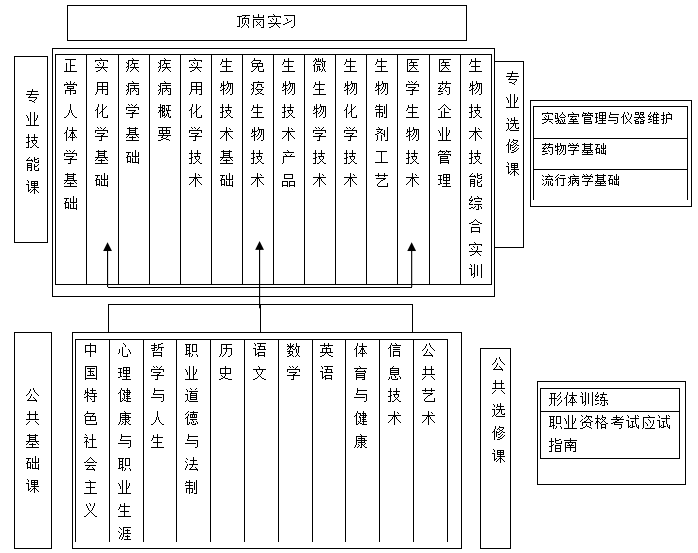 顶岗实习
专业技能课
正常人体学基础
实用化学基础
疾病学基础
疾病概要
实用化学技术
生物技术基础
免疫生物技术
生物技术产品
微生物学技术
生物化学技术
生物制剂工艺
医学生物技术
医药企业管理
生物技术技能综合实训
专业选修课
实验室管理与仪器维护
药物学基础
流行病学基础
公共基础课
中国特色社会主义
心理健康与职业生涯
哲学与人生
职业道德与法制
历史
语文
数学
英语
体育与健康
信息技术
公共艺术
公共选修课
形体训练
职业资格考试应试
指南